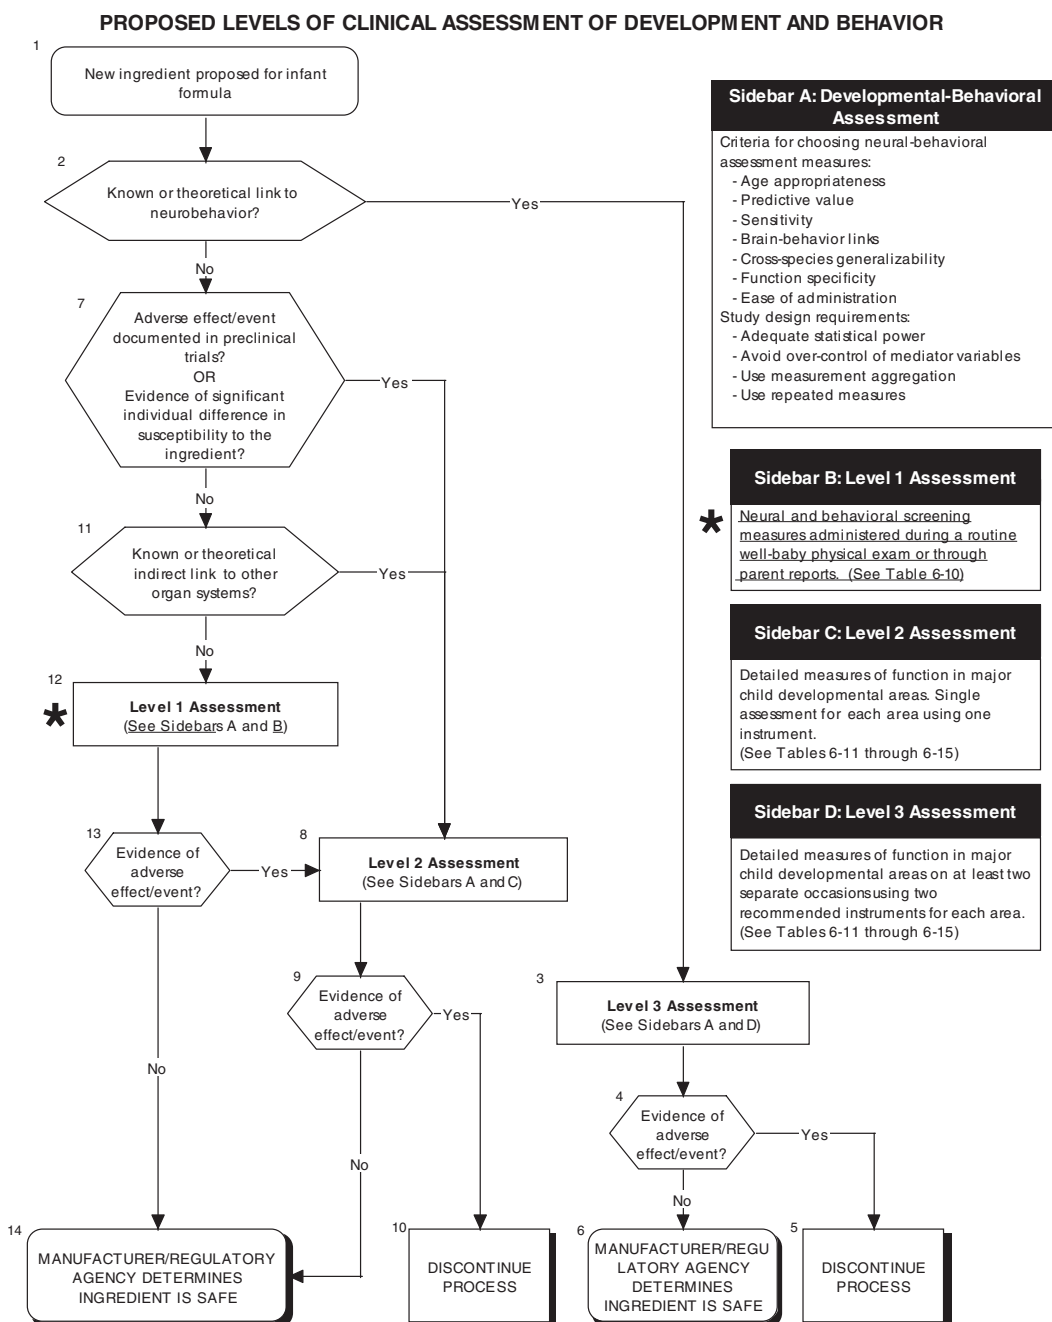 PROPOSED LEVELS OF CLINICAL ASSESSMENT OF DEVELOPMENT AND BEHAVIOR
1
New ingredient proposed for infant
formula
2
Known or theoretical link to
neurobehavior?
Yes
No
7
Adverse effect/event
documented in preclinical
trials?
OR
Evidence of significant
individual difference in
susceptibility to the
ingredient?
Yes
No
11
Known or theoretical
indirect link to other
organ systems?
Yes
No
12
*
Level 1 Assessment
(See Sidebars A and B)
13
Evidence of
adverse
effect/event?
Yes
No
8
Level 2 Assessment
(See Sidebars A and C)
9
Evidence of
adverse
effect/event?
Yes
No
3
Level 3 Assessment
(See Sidebars A and D)
4
Evidence of
adverse
effect/event?
Yes
No
14
MANUFACTURER/REGULATORY
AGENCY DETERMINES
INGREDIENT IS SAFE
10
DISCONTINUE
PROCESS
6
MANUFACTURER/REGU
LATORY AGENCY
DETERMINES
INGREDIENT IS SAFE
5
DISCONTINUE
PROCESS
Sidebar A: Developmental-Behavioral
Assessment
Criteria for choosing neural-behavioral
assessment measures:
- Age appropriateness
- Predictive value
- Sensitivity
- Brain-behavior links
- Cross-species generalizability
- Function specificity
- Ease of administration
Study design requirements:
- Adequate statistical power
- Avoid over-control of mediator variables
- Use measurement aggregation
- Use repeated measures
Sidebar B: Level 1 Assessment
*
Neural and behavioral screening
measures administered during a routine
well-baby physical exam or through
parent reports. (See Table 6-10)
Sidebar C: Level 2 Assessment
Detailed measures of function in major
child developmental areas. Single
assessment for each area using one
instrument.
(See Tables 6-11 through 6-15)
Sidebar D: Level 3 Assessment
Detailed measures of function in major
child developmental areas on at least two
separate occasionsusing two
recommended instruments for each area.
(See Tables 6-11 through 6-15)